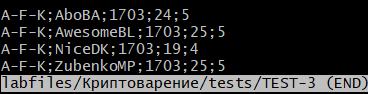 A-F-K;AboBA;1703;24;5
A-F-K;AwesomeBL;1703;25;5
A-F-K;NiceDK;1703;19;4
A-F-K;ZubenkoMP;1703;25;5
labfiles/Криптоварение/tests/TEST-3 (END)